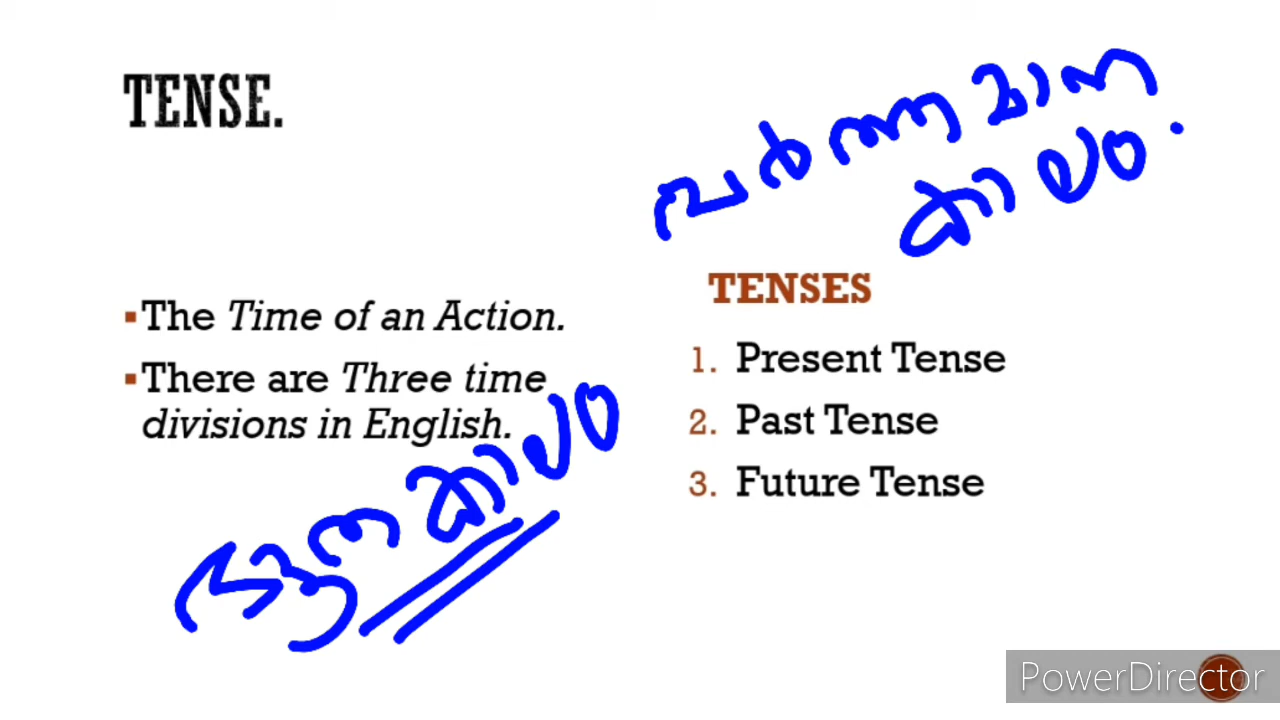 TENSE.
വർത്തമാന
കാലം.
The Time of an Action.
There are Three time
divisions in English.
ഭൂതകാലം
TENSES
1. Present Tense
2. Past Tense
3. Future Tense
PowerDirector